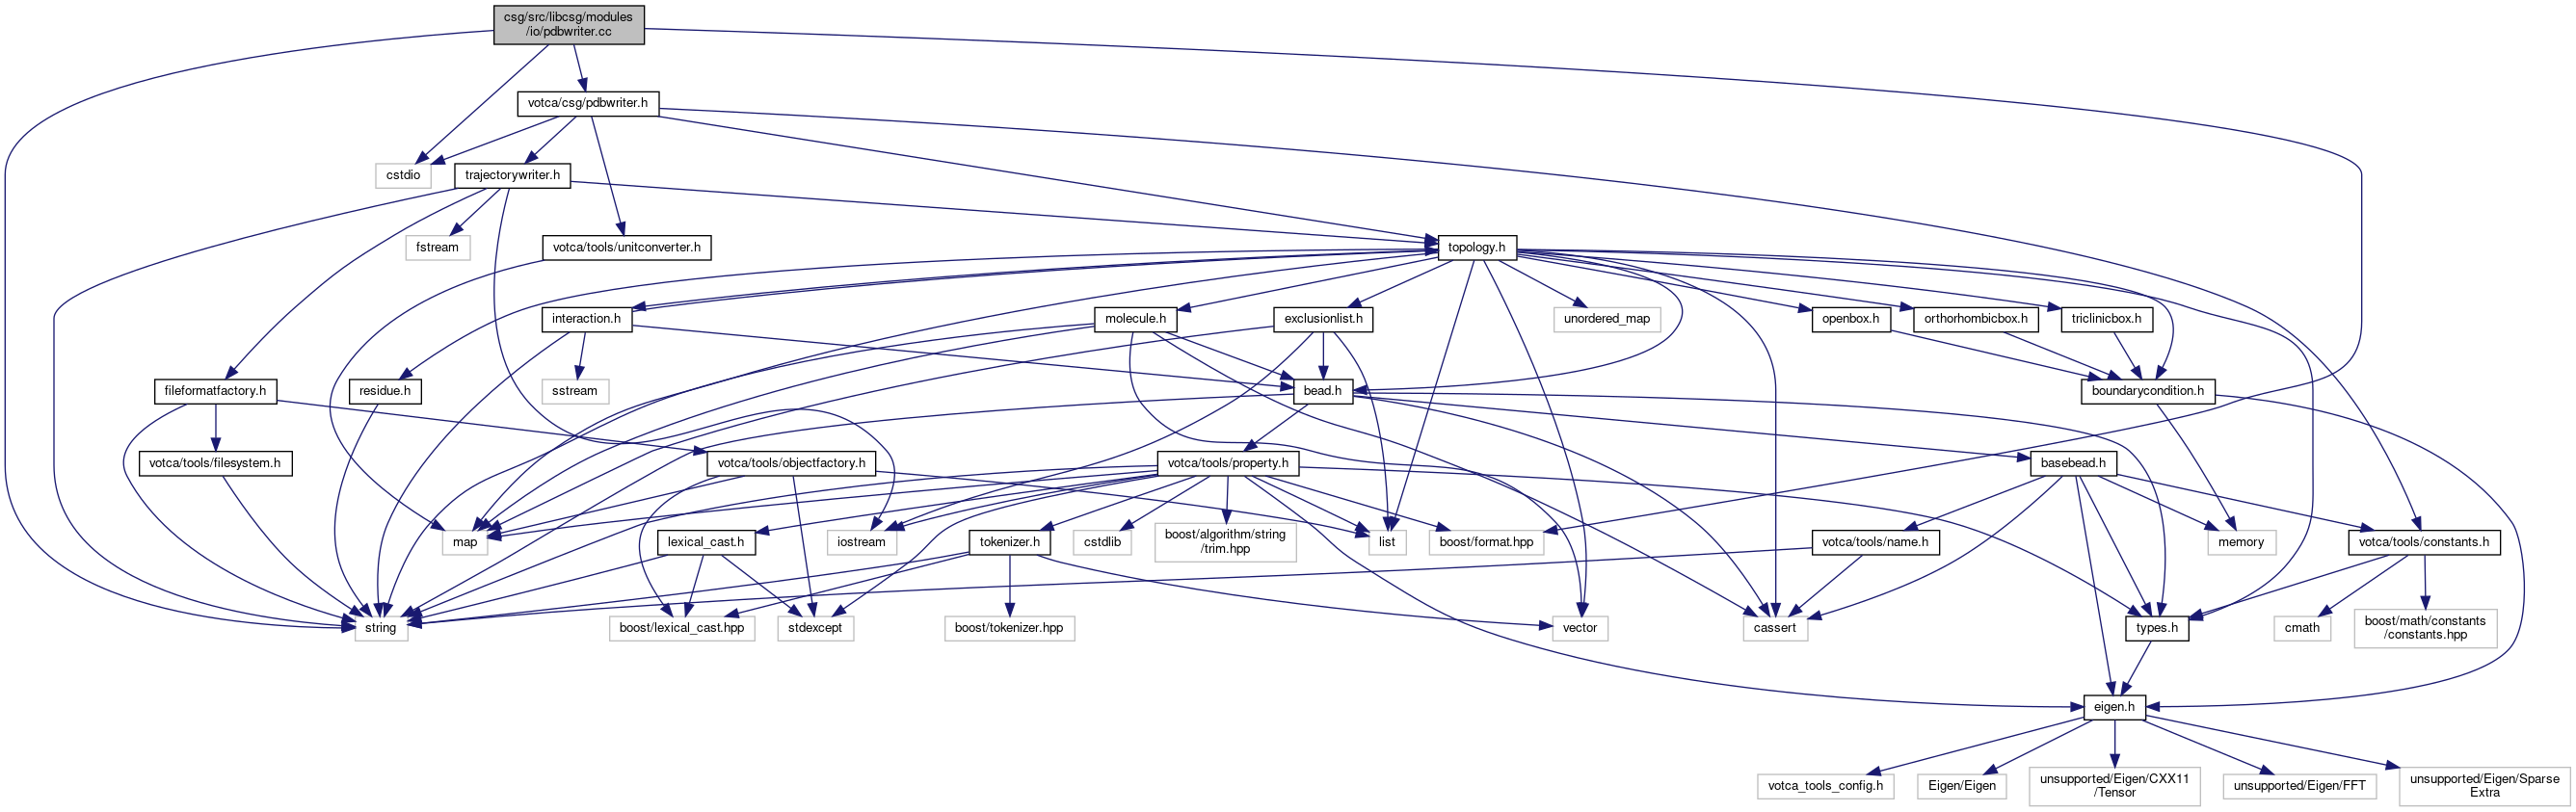 csg/src/libcsg/modules
/io/pdbwriter.cc
votca/csg/pdbwriter.h
cstdio
trajectorywriter.h
fstream
votca/tools/unitconverter.h
topology.h
interaction.h
molecule.h
exclusionlist.h
unordered_map
openbox.h
orthorhombicbox.h
triclinicbox.h
fileformatfactory.h
residue.h
sstream
bead.h
boundarycondition.h
votca/tools/filesystem.h
votca/tools/objectfactory.h
votca/tools/property.h
basebead.h
map
lexical_cast.h
iostream
tokenizer.h
cstdlib
boost/algorithm/string
/trim.hpp
list
boost/format.hpp
votca/tools/name.h
memory
votca/tools/constants.h
string
boost/lexical_cast.hpp
stdexcept
boost/tokenizer.hpp
vector
cassert
types.h
cmath
boost/math/constants
/constants.hpp
eigen.h
votca_tools_config.h
Eigen/Eigen
unsupported/Eigen/CXX11
/Tensor
unsupported/Eigen/FFT
unsupported/Eigen/Sparse
Extra